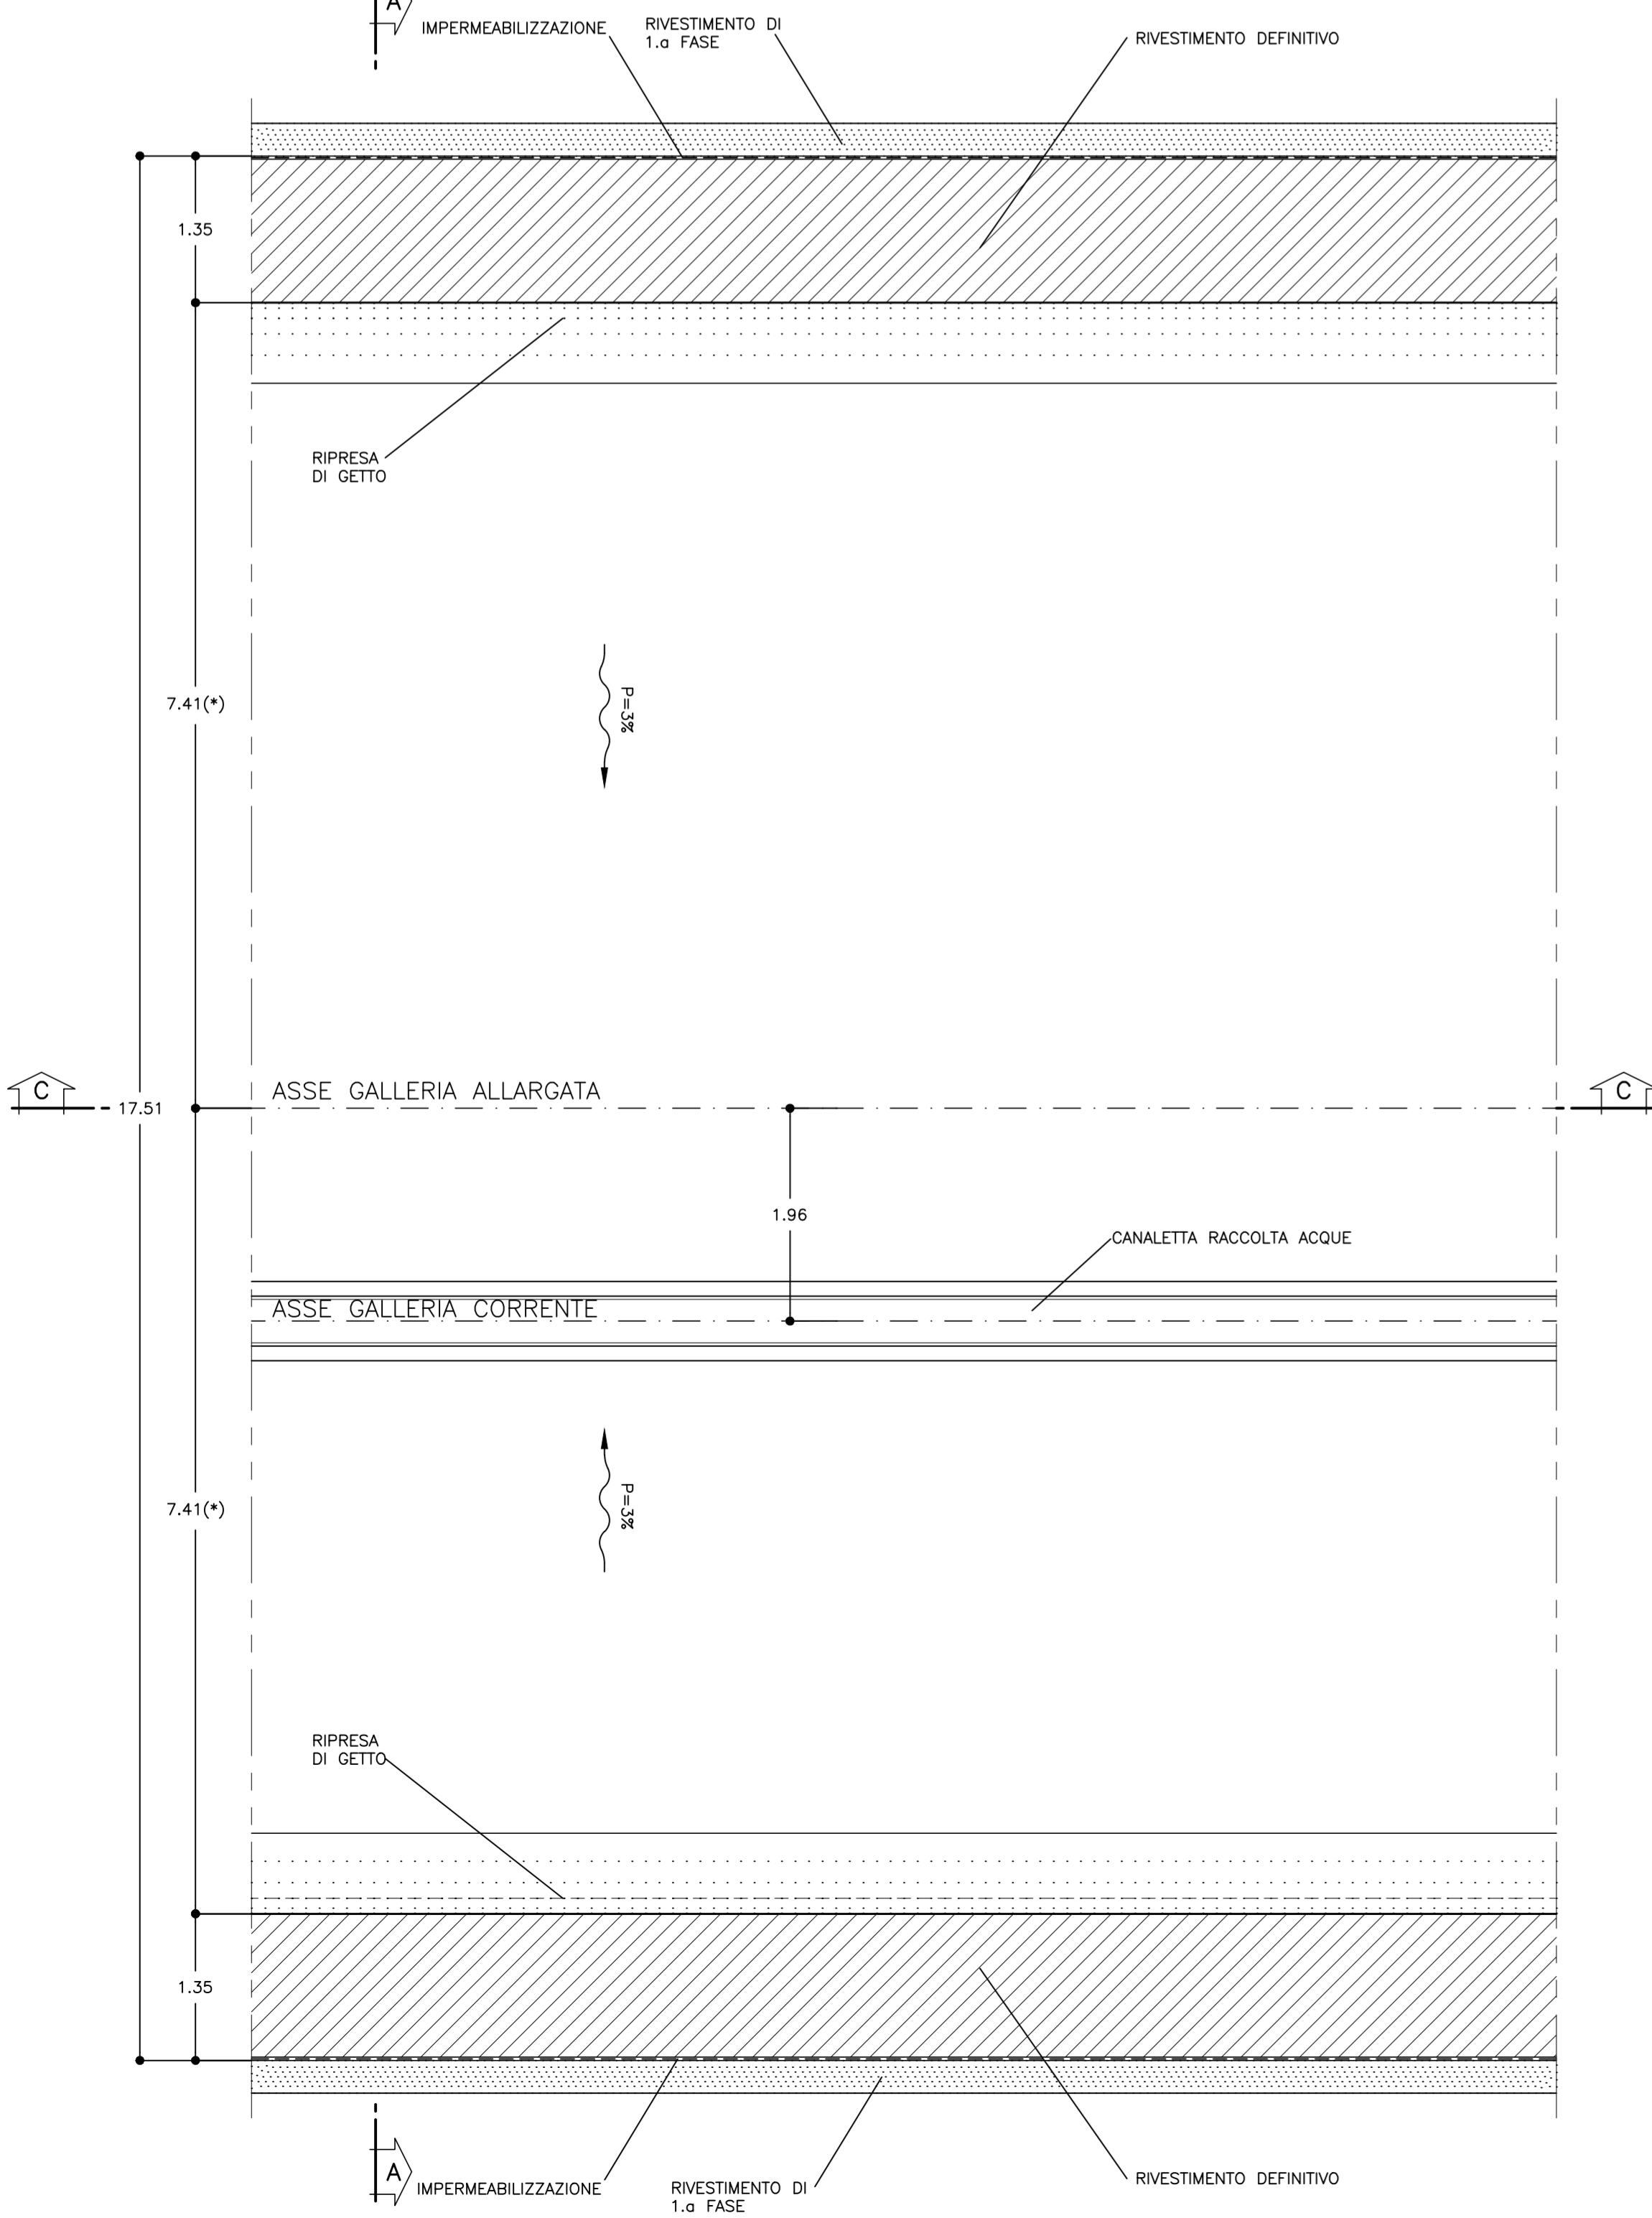 A
IMPERMEABILIZZAZIONE
RIVESTIMENTO DI
1.a FASE
RIVESTIMENTO DEFINITIVO
1.35
RIPRESA
DI GETTO
7.41(*)
P=3%
C
ASSE GALLERIA ALLARGATA
C
17.51
1.96
CANALETTA RACCOLTA ACQUE
ASSE GALLERIA CORRENTE
7.41(*)
P=3%
RIPRESA
DI GETTO
1.35
A
IMPERMEABILIZZAZIONE
RIVESTIMENTO DI
1.a FASE
RIVESTIMENTO DEFINITIVO